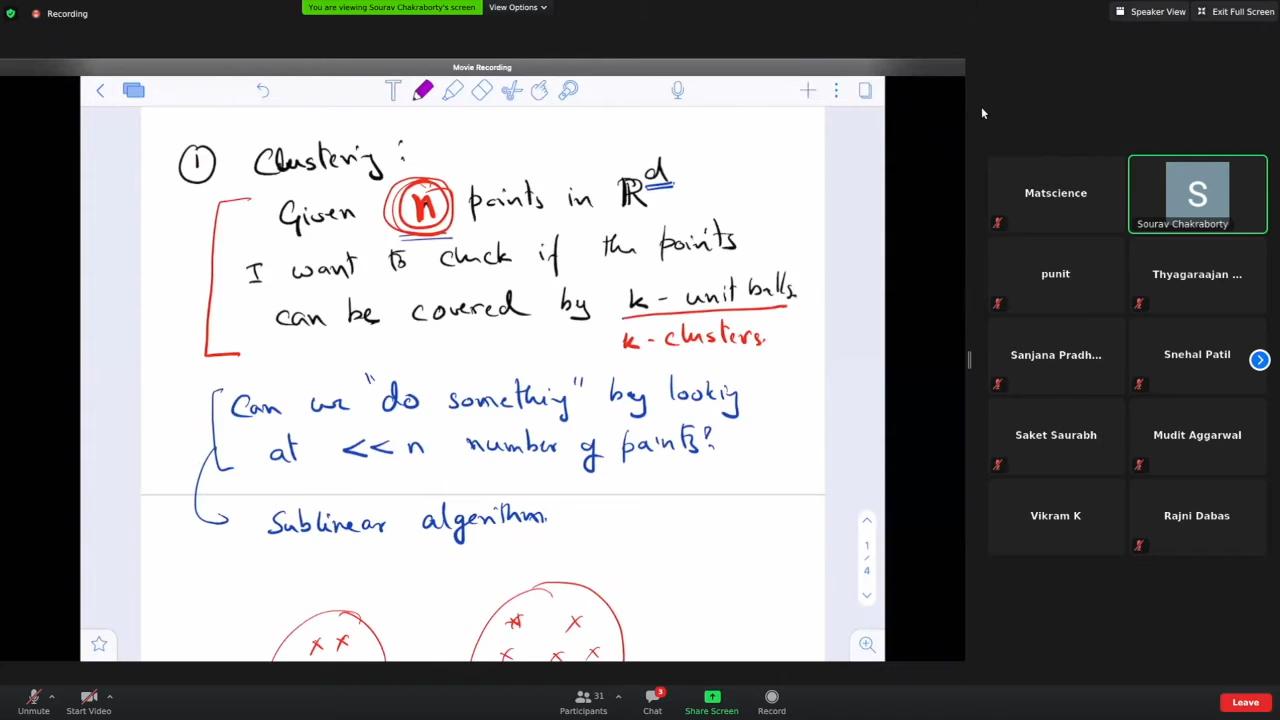 Recording
You are viewing Sourav Chakraborty's screen
View Options
Speaker View
Exit Full Screen
Movie Recording
① Clustering:
Given n points in ℝᵈ
I want to check if the points
can be covered by k - unit balls.
k - clusters.
Can we "do something" by looking
at << n number of points?
Sublinear algorithm.
1
/
4
Matscience
S
Sourav Chakraborty
punit
Thyagaraajan ...
Sanjana Pradh...
Snehal Patil
Saket Saurabh
Mudit Aggarwal
Vikram K
Rajni Dabas
Unmute
Start Video
31
Participants
3
Chat
Share Screen
Record
Leave